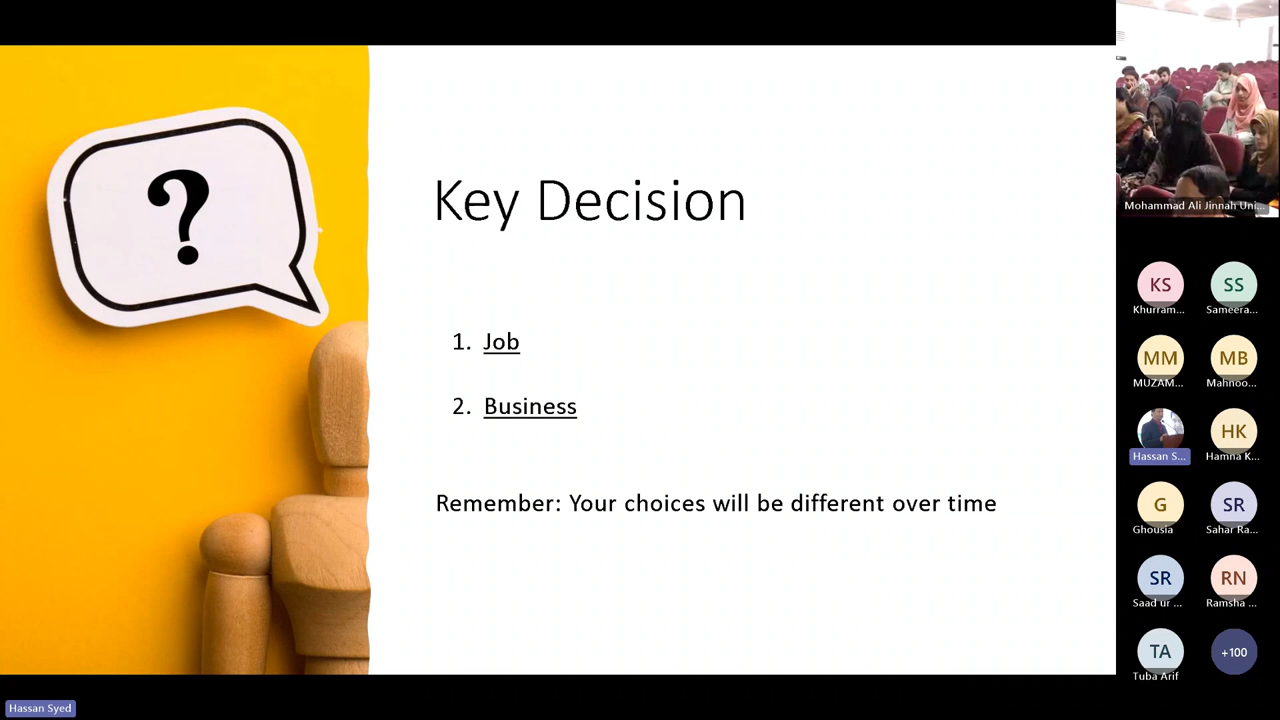 ?
Key Decision
1. Job
2. Business
Remember: Your choices will be different over time
Mohammad Ali Jinnah Uni...
KS
Khurram...
SS
Sameera...
MM
MUZAM...
MB
Mahnoo...
Hassan S...
HK
Hamna K...
G
Ghousia
SR
Sahar Ra...
SR
Saad ur ...
RN
Ramsha ...
TA
Tuba Arif
+100
Hassan Syed